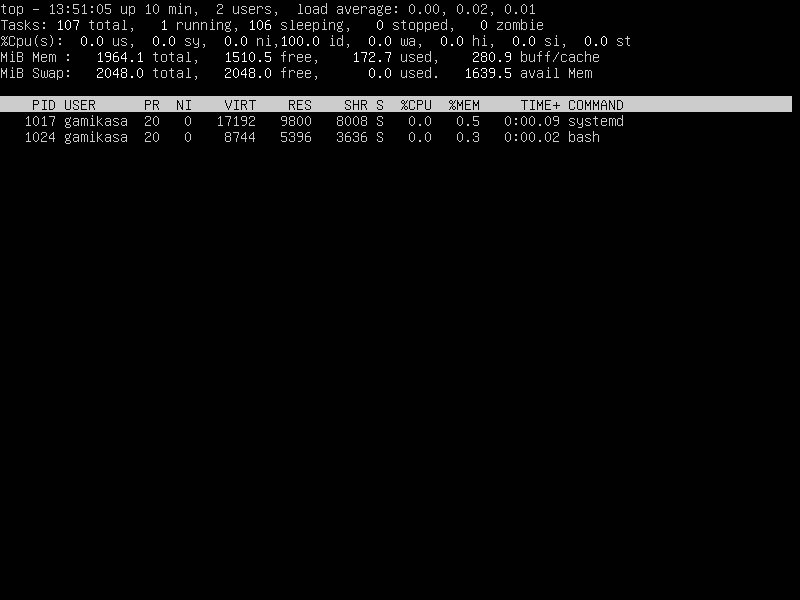 top - 13:51:05 up 10 min,  2 users,  load average: 0.00, 0.02, 0.01
Tasks: 107 total,   1 running, 106 sleeping,   0 stopped,   0 zombie
%Cpu(s):  0.0 us,  0.0 sy,  0.0 ni,100.0 id,  0.0 wa,  0.0 hi,  0.0 si,  0.0 st
MiB Mem :   1964.1 total,   1510.5 free,    172.7 used,    280.9 buff/cache
MiB Swap:   2048.0 total,   2048.0 free,      0.0 used.   1639.5 avail Mem
    PID USER      PR  NI    VIRT    RES    SHR S  %CPU  %MEM     TIME+ COMMAND
   1017 gamikasa  20   0   17192   9800   8008 S   0.0   0.5   0:00.09 systemd
   1024 gamikasa  20   0    8744   5396   3636 S   0.0   0.3   0:00.02 bash